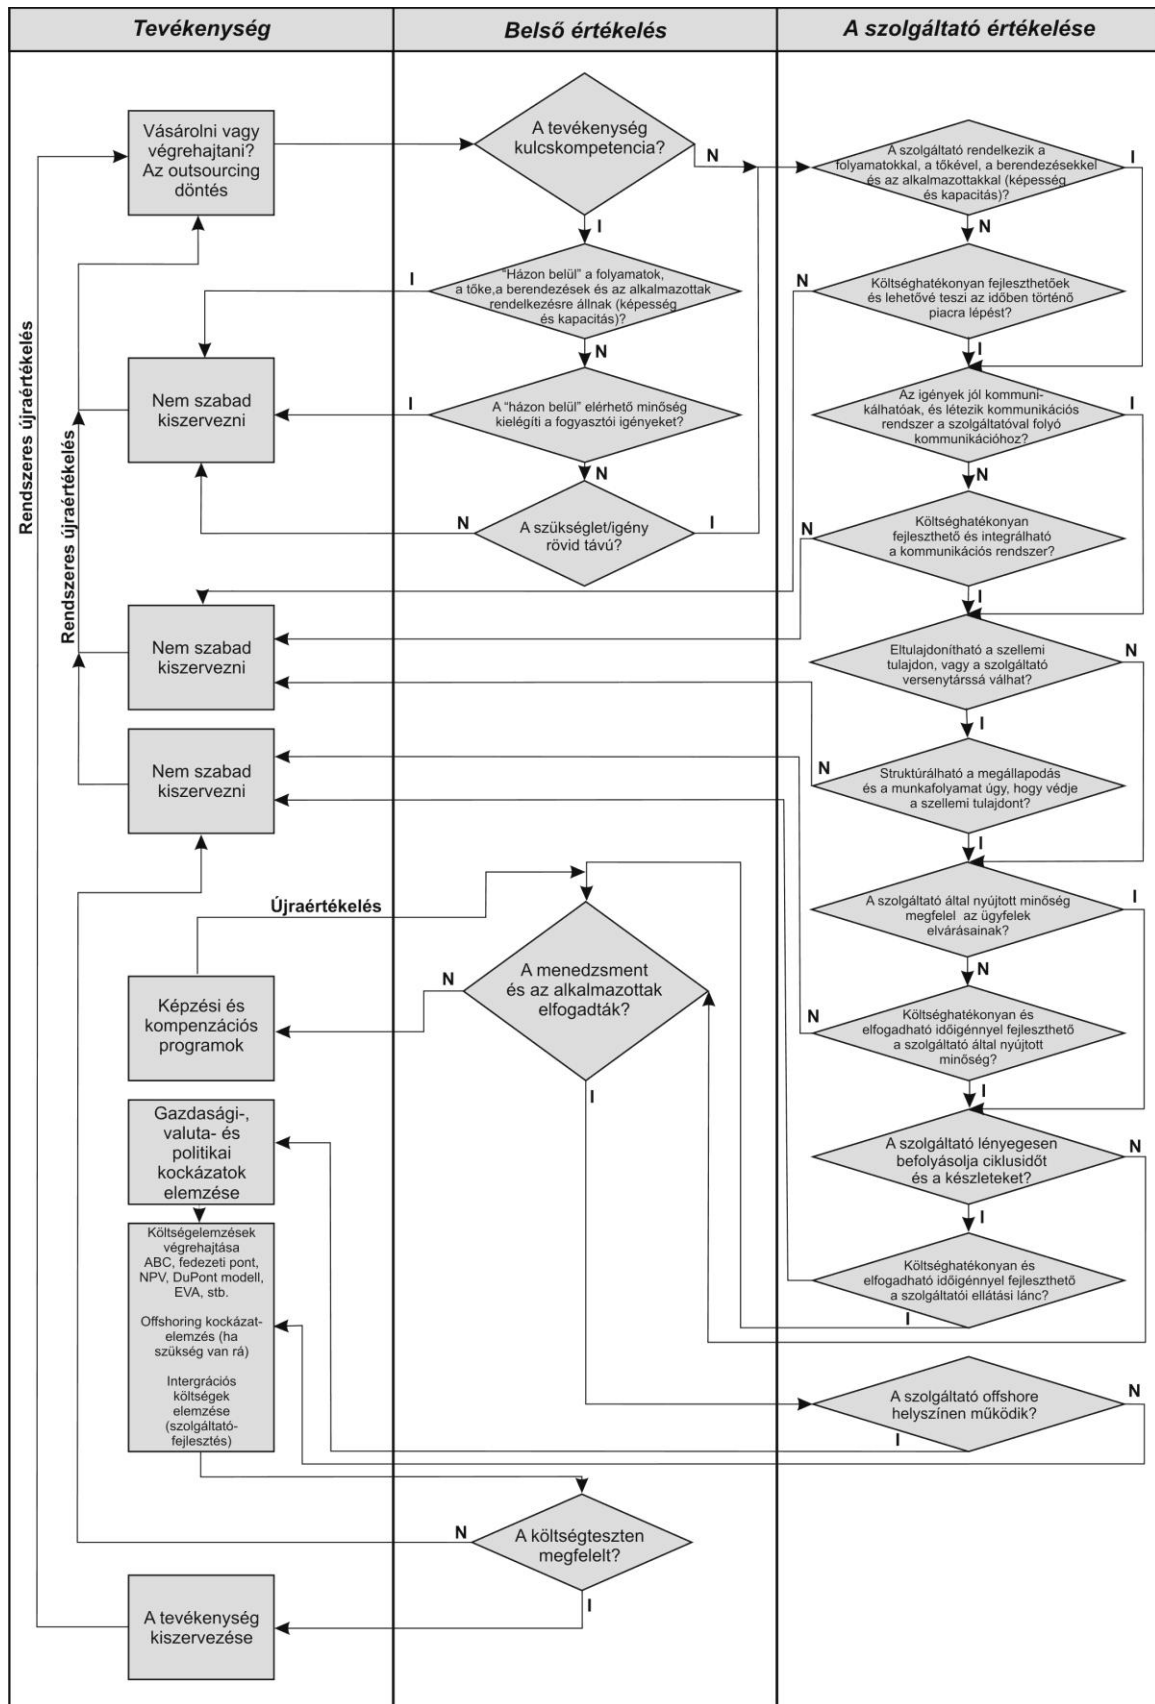 Tevékenység
Belső értékelés
A szolgáltató értékelése
Vásárolni vagy
végrehajtani?
Az outsourcing
döntés
A tevékenység
kulcskompetencia?
N
I
A szolgáltató rendelkezik a
folyamatokkal, a tőkével, a berendezésekkel
és az alkalmazottakkal (képesség
és kapacitás)?
I
N
"Házon belül" a folyamatok,
a tőke,a berendezések és az alkalmazottak
rendelkezésre állnak (képesség
és kapacitás)?
I
N
Költséghatékonyan fejleszthetőek
és lehetővé teszi az időben történő
piacra lépést?
N
I
Nem szabad
kiszervezni
A "házon belül" elérhető minőség
kielégíti a fogyasztói igényeket?
I
N
Az igények jól kommuni-
kálhatóak, és létezik kommunikációs
rendszer a szolgáltatóval folyó
kommunikációhoz?
I
N
A szükséglet/igény
rövid távú?
N
I
Költséghatékonyan
fejleszthető és integrálható
a kommunikációs rendszer?
N
I
Rendszeres újraértékelés
Rendszeres újraértékelés
Nem szabad
kiszervezni
Eltulajdonítható a szellemi
tulajdon, vagy a szolgáltató
versenytárssá válhat?
N
I
Nem szabad
kiszervezni
Struktúrálható a megállapodás
és a munkafolyamat úgy, hogy védje
a szellemi tulajdont?
N
I
Újraértékelés
A szolgáltató által nyújtott minőség
megfelel az ügyfelek
elvárásainak?
I
N
A menedzsment
és az alkalmazottak
elfogadták?
N
I
Képzési és
kompenzációs
programok
Költséghatékonyan és
elfogadható időigénnyel fejleszthető
a szolgáltató által nyújtott
minőség?
N
I
Gazdasági-,
valuta- és
politikai
kockázatok
elemzése
A szolgáltató lényegesen
befolyásolja ciklusidőt
és a készleteket?
N
I
Költségelemzések
végrehajtása
ABC, fedezeti pont,
NPV, DuPont modell,
EVA, stb.
Offshoring kockázat-
elemzés (ha
szükség van rá)
Intergrációs
költségek
elemzése
(szolgáltató-
fejlesztés)
Költséghatékonyan és
elfogadható időigénnyel fejleszthető
a szolgáltatói ellátási lánc?
N
I
A szolgáltató offshore
helyszínen működik?
N
I
A költségteszten
megfelelt?
N
I
A tevékenység
kiszervezése